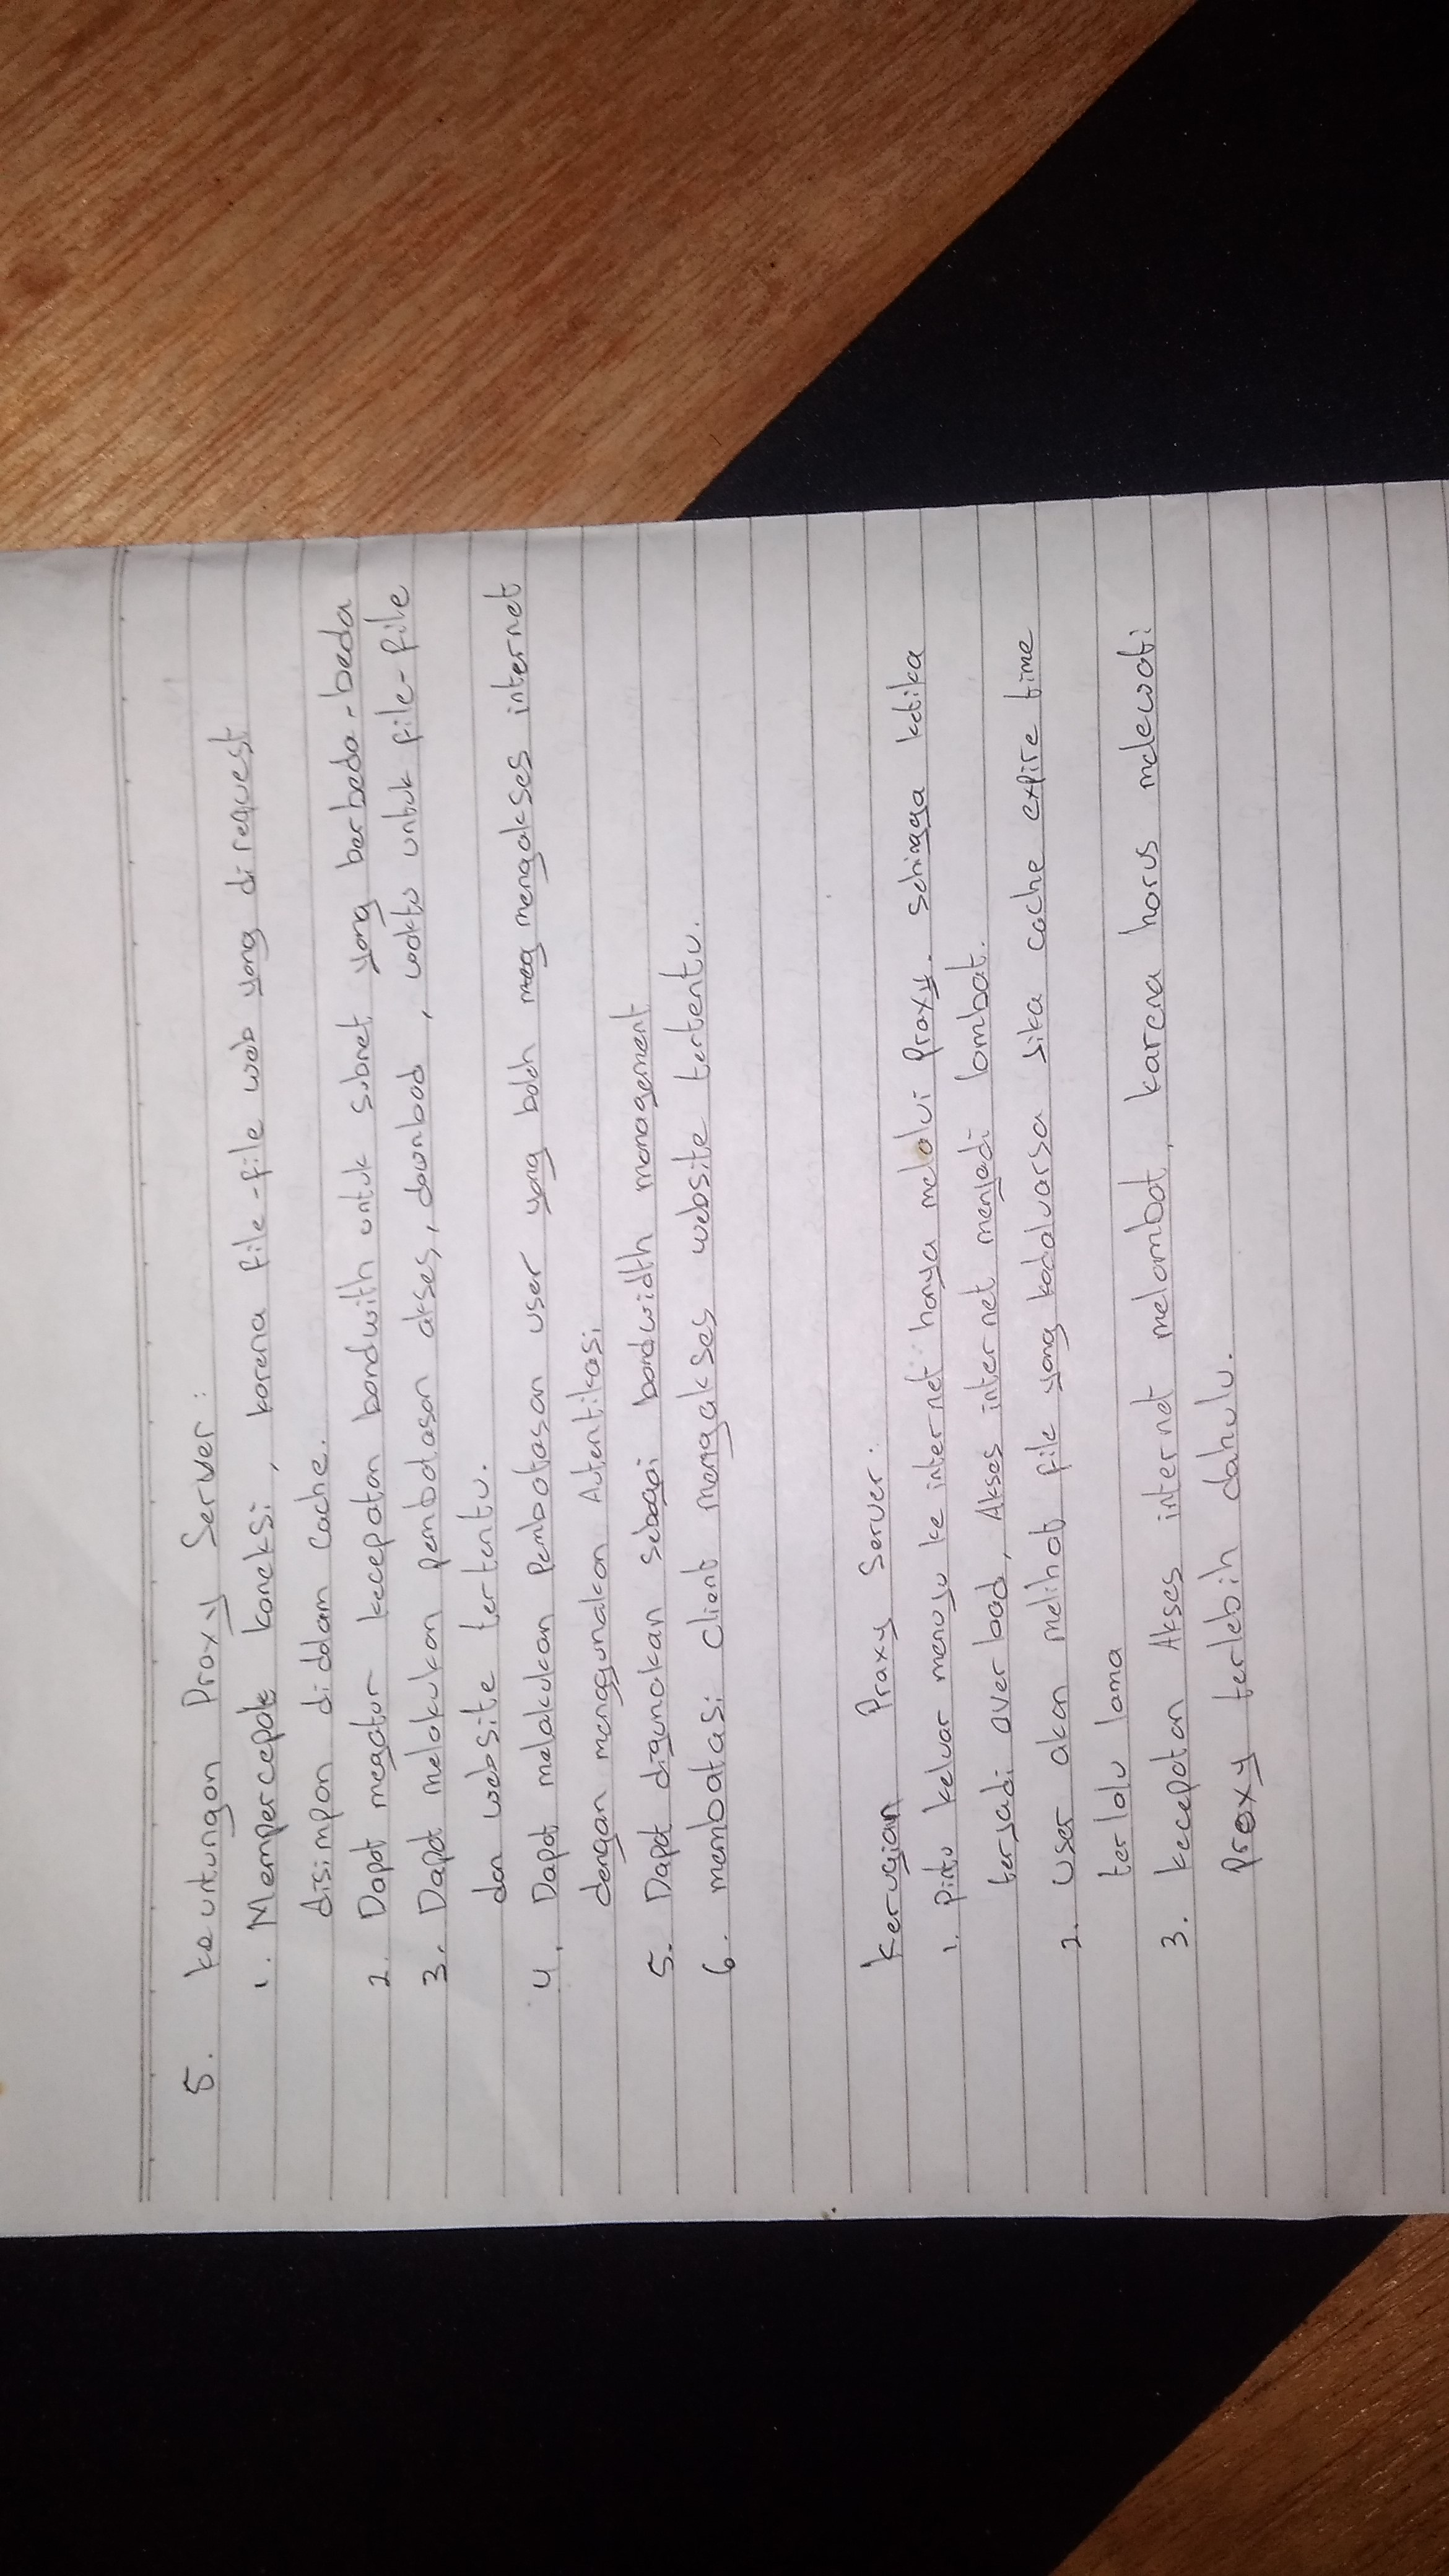 5. keuntungan Proxy Server :
1. Mempercepat koneksi, karena file-file web yang direquest
disimpan didalam Cache.
2. Dapat megatur kecepatan bandwith untuk subnet yang berbeda-beda
3. Dapat melakukan pembatasan akses, download, waktu untuk file-file
dan website tertentu.
4. Dapat melakukan Pembatasan user yang boleh meg mengakses internet
dengan menggunakan Autentikasi
5. Dapat digunakan sebagai bandwidth management
6. membatasi Client mengakses website tertentu.
Kerugian Proxy Server :
1. Pintu keluar menuju ke internet hanya melalui Proxy. sehingga ketika
terjadi over load, Akses internet menjadi lambat.
2. User akan melihat file yang kadaluarsa jika cache expire time
terlalu lama
3. kecepatan Akses internet melambat, karena harus melewati
Proxy terlebih dahulu.